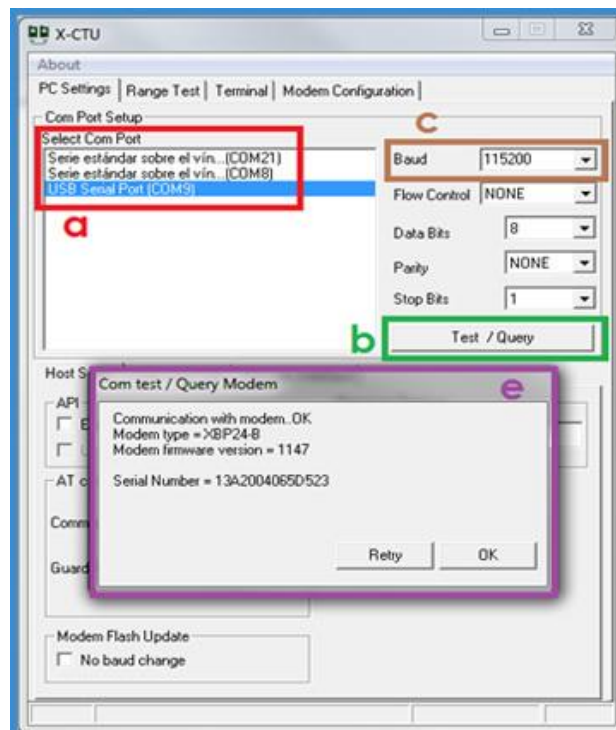 X-CTU
About
PC Settings Range Test Terminal Modem Configuration
Com Port Setup
Select Com Port
Serie estándar sobre el vín...(COM21)
Serie estándar sobre el vín...(COM8)
USB Serial Port (COM9)
a
c
Baud 115200
Flow Control NONE
Data Bits 8
Parity NONE
Stop Bits 1
b
Test / Query
Host S
Com test / Query Modem
e
API
Communication with modem..OK
Modem type = XBP24-B
Modem firmware version = 1147
Serial Number = 13A2004065D523
AT c
Comm
Guard
Retry OK
Modem Flash Update
No baud change